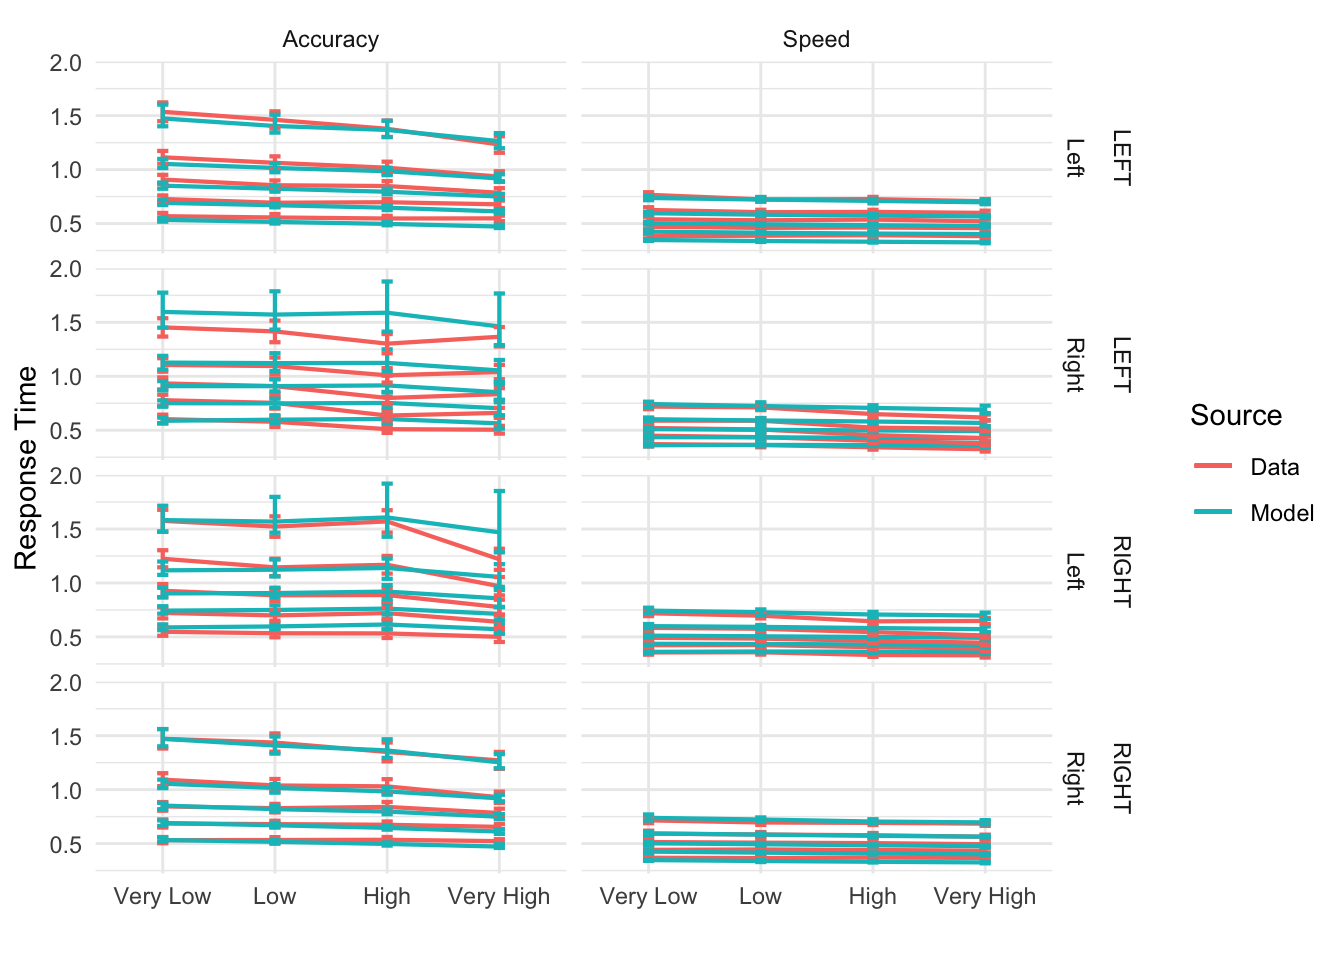 Accuracy Speed
2.0
1.5
1.0
0.5
Left LEFT
2.0
1.5
1.0
0.5
Right LEFT
2.0
1.5
1.0
0.5
Left RIGHT
2.0
1.5
1.0
0.5
Right RIGHT
Very Low Low High Very High Very Low Low High Very High
Response Time
Source
Data
Model